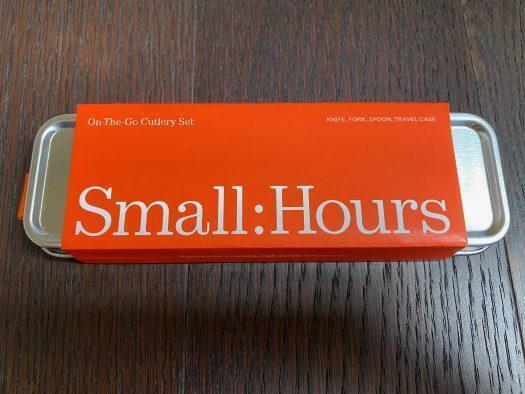 On-The-Go Cutlery Set
KNIFE, FORK, SPOON, TRAVEL CASE
Small:Hours